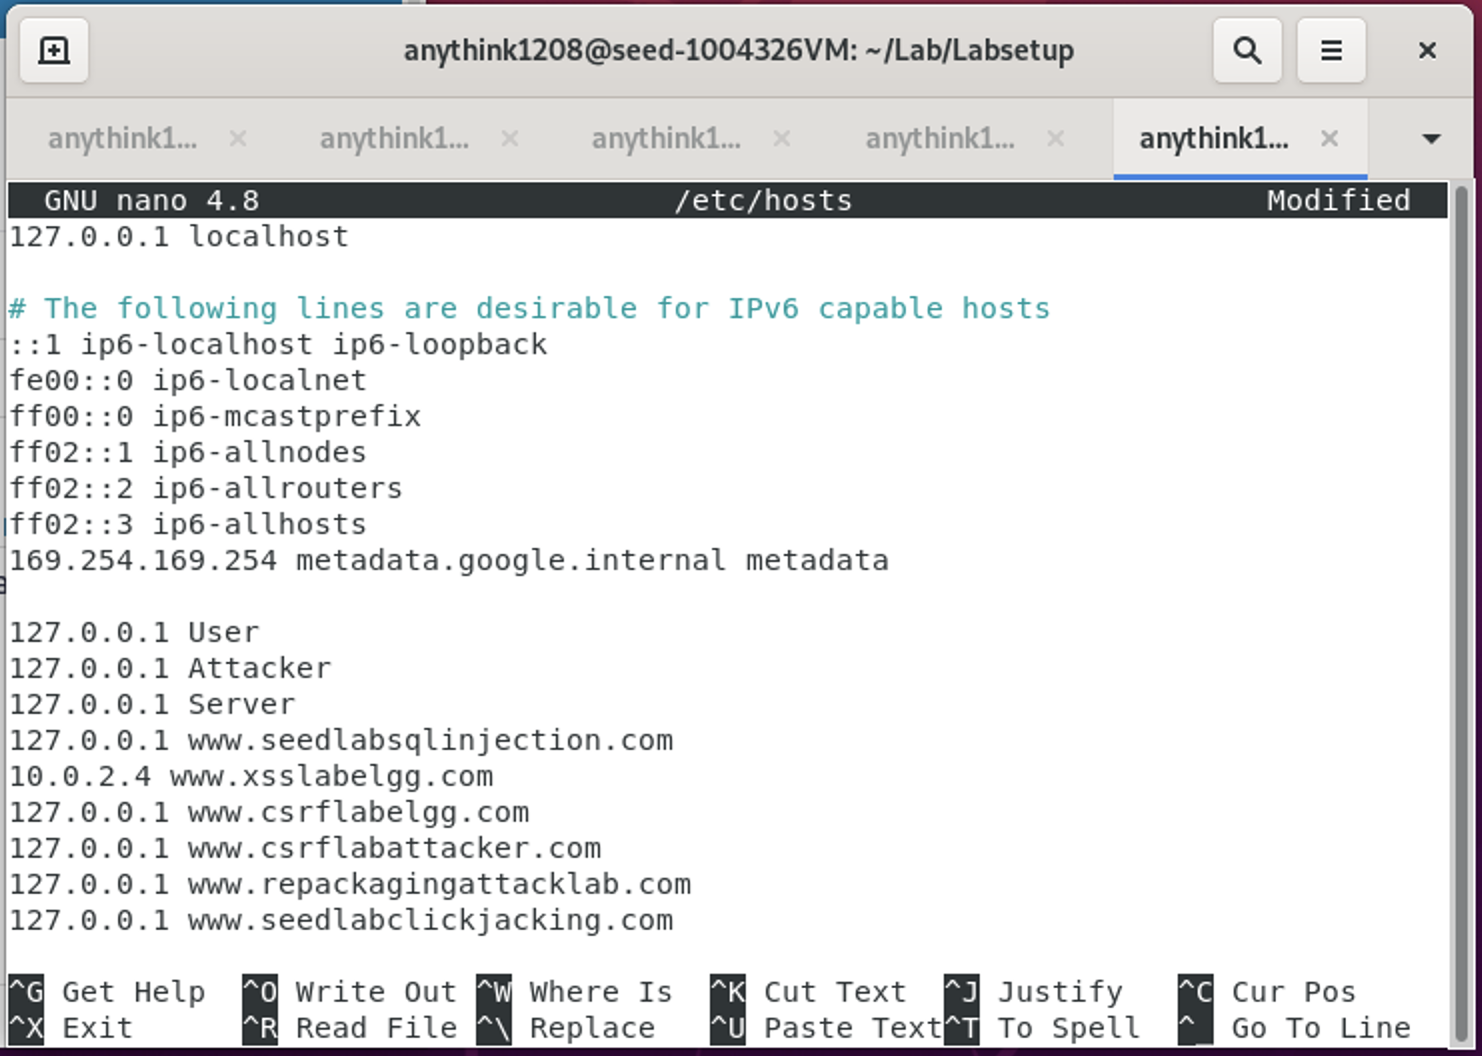 anythink1208@seed-1004326VM: ~/Lab/Labsetup
anythink1... anythink1... anythink1... anythink1... anythink1...
GNU nano 4.8 /etc/hosts Modified
127.0.0.1 localhost
# The following lines are desirable for IPv6 capable hosts
::1 ip6-localhost ip6-loopback
fe00::0 ip6-localnet
ff00::0 ip6-mcastprefix
ff02::1 ip6-allnodes
ff02::2 ip6-allrouters
ff02::3 ip6-allhosts
169.254.169.254 metadata.google.internal metadata
127.0.0.1 User
127.0.0.1 Attacker
127.0.0.1 Server
127.0.0.1 www.seedlabsqlinjection.com
10.0.2.4 www.xsslabelgg.com
127.0.0.1 www.csrflabelgg.com
127.0.0.1 www.csrflabattacker.com
127.0.0.1 www.repackagingattacklab.com
127.0.0.1 www.seedlabclickjacking.com
^G Get Help ^O Write Out ^W Where Is ^K Cut Text ^J Justify ^C Cur Pos
^X Exit ^R Read File ^\ Replace ^U Paste Text^T To Spell ^_ Go To Line